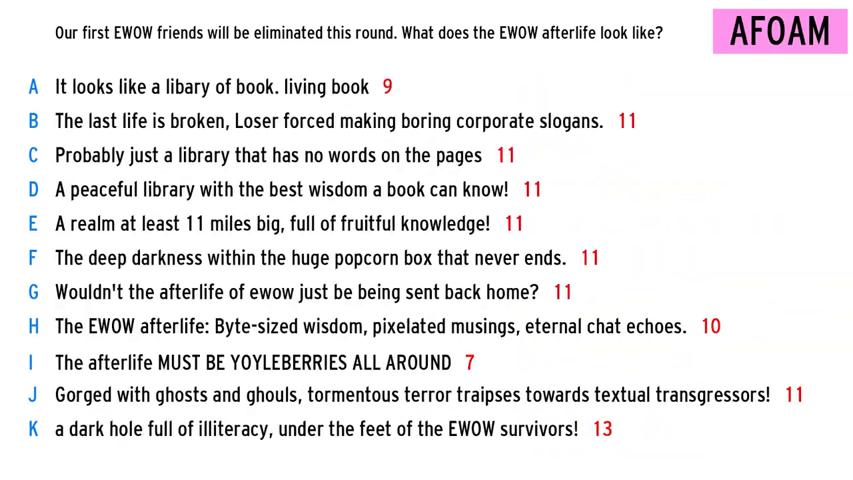 Our first EWOW friends will be eliminated this round. What does the EWOW afterlife look like?
AFOAM
A It looks like a libary of book. living book 9
B The last life is broken, Loser forced making boring corporate slogans. 11
C Probably just a library that has no words on the pages 11
D A peaceful library with the best wisdom a book can know! 11
E A realm at least 11 miles big, full of fruitful knowledge! 11
F The deep darkness within the huge popcorn box that never ends. 11
G Wouldn't the afterlife of ewow just be being sent back home? 11
H The EWOW afterlife: Byte-sized wisdom, pixelated musings, eternal chat echoes. 10
I The afterlife MUST BE YOYLEBERRIES ALL AROUND 7
J Gorged with ghosts and ghouls, tormentous terror traipses towards textual transgressors! 11
K a dark hole full of illiteracy, under the feet of the EWOW survivors! 13